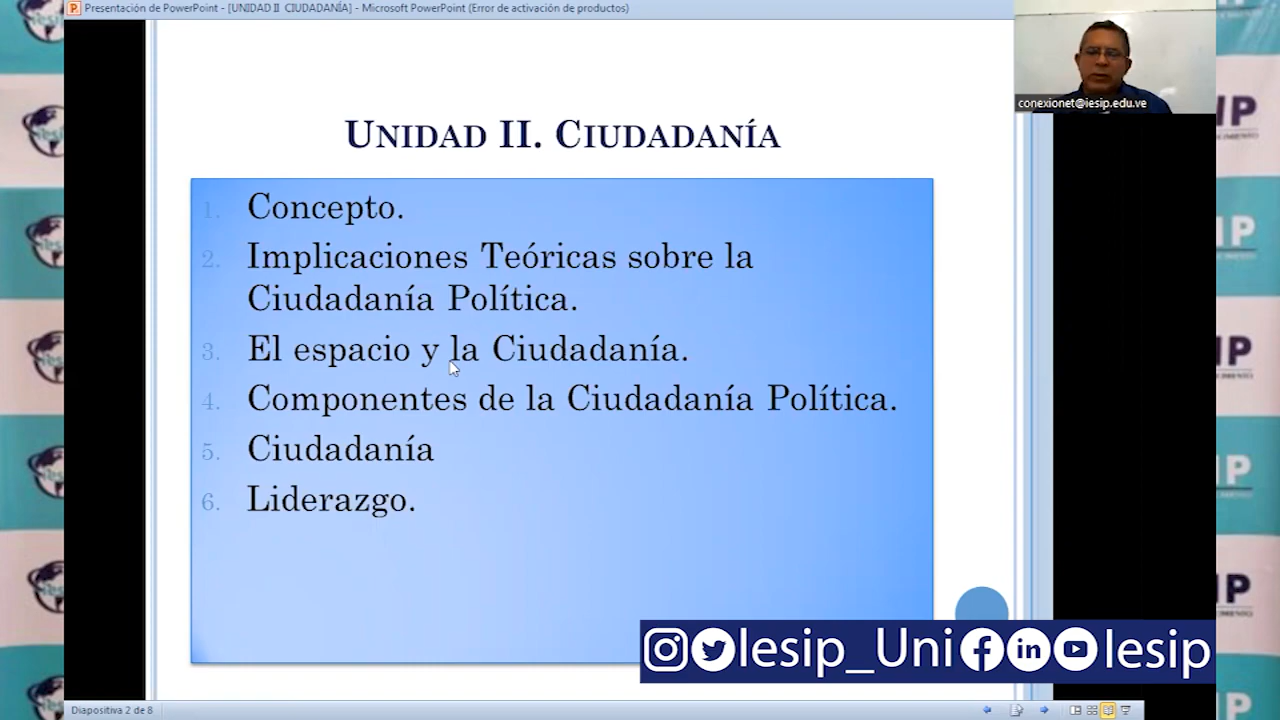 Presentación de PowerPoint - [UNIDAD II  CIUDADANÍA] - Microsoft PowerPoint (Error de activación de productos)
conexionet@iesip.edu.ve
UNIDAD II. CIUDADANÍA
1. Concepto.
2. Implicaciones Teóricas sobre la
Ciudadanía Política.
3. El espacio y la Ciudadanía.
4. Componentes de la Ciudadanía Política.
5. Ciudadanía
6. Liderazgo.
Iesip_Uni Iesip
Diapositiva 2 de 8